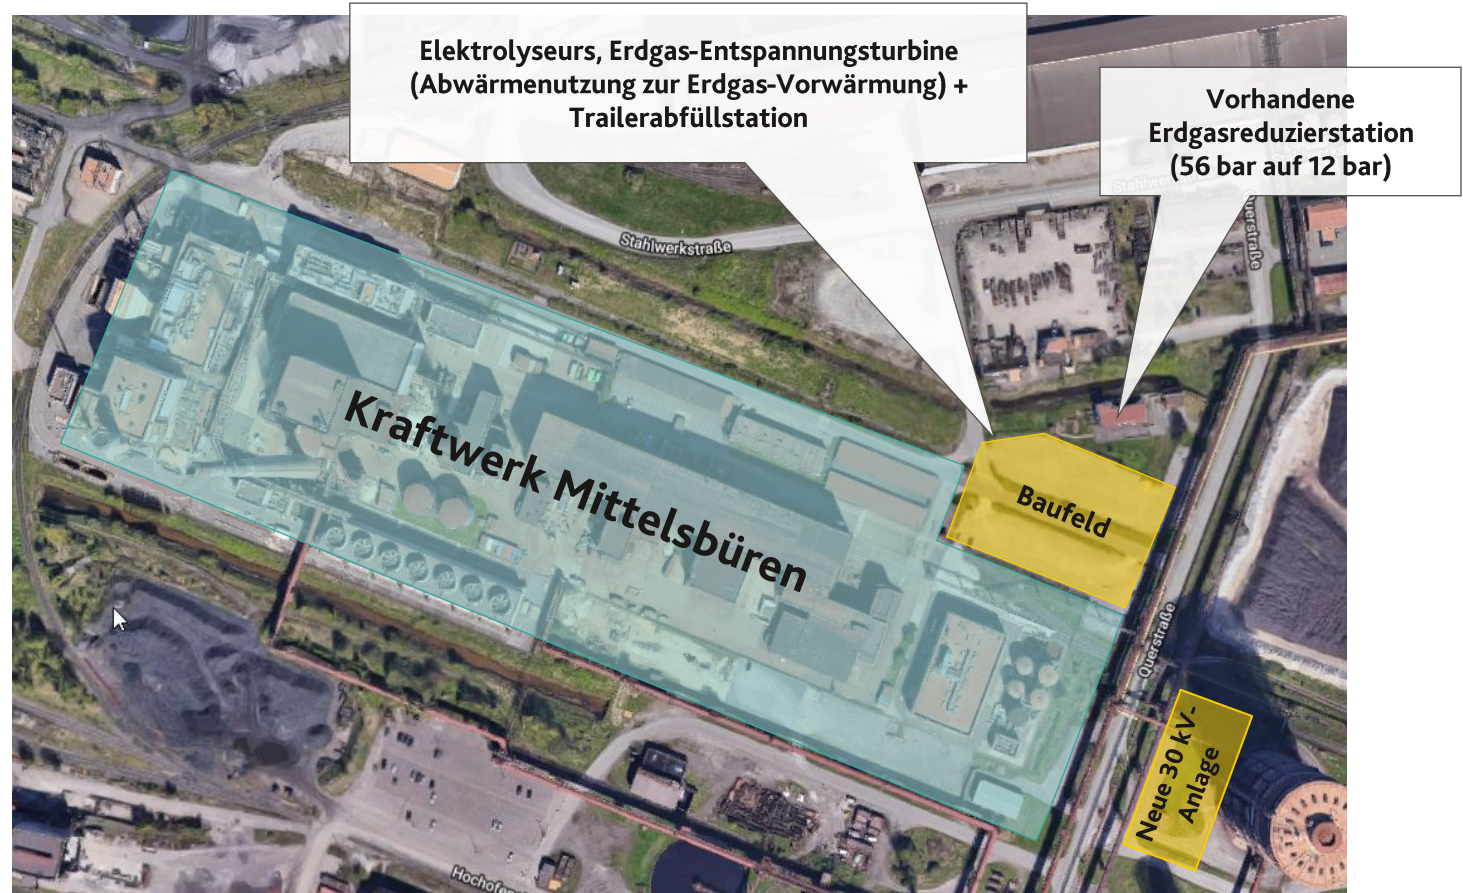 Elektrolyseurs, Erdgas-Entspannungsturbine
(Abwärmenutzung zur Erdgas-Vorwärmung) +
Trailerabfüllstation
Vorhandene
Erdgasreduzierstation
(56 bar auf 12 bar)
Stahlwerkstraße
Kraftwerk Mittelsbüren
Baufeld
Querstraße
Neue 30 kV-
Anlage